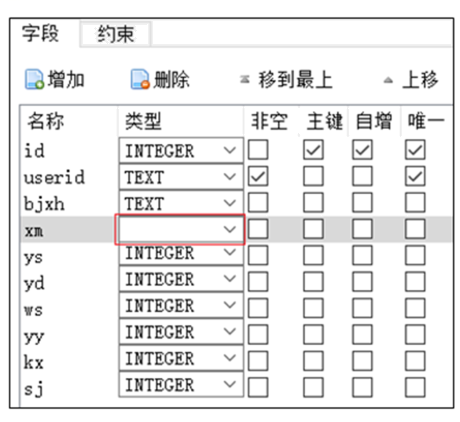 字段 约束
增加 删除 移到最上 上移
名称 类型 非空 主键 自增 唯一
id INTEGER
userid TEXT
bjxh TEXT
xm
ys INTEGER
yd INTEGER
ws INTEGER
yy INTEGER
kx INTEGER
sj INTEGER